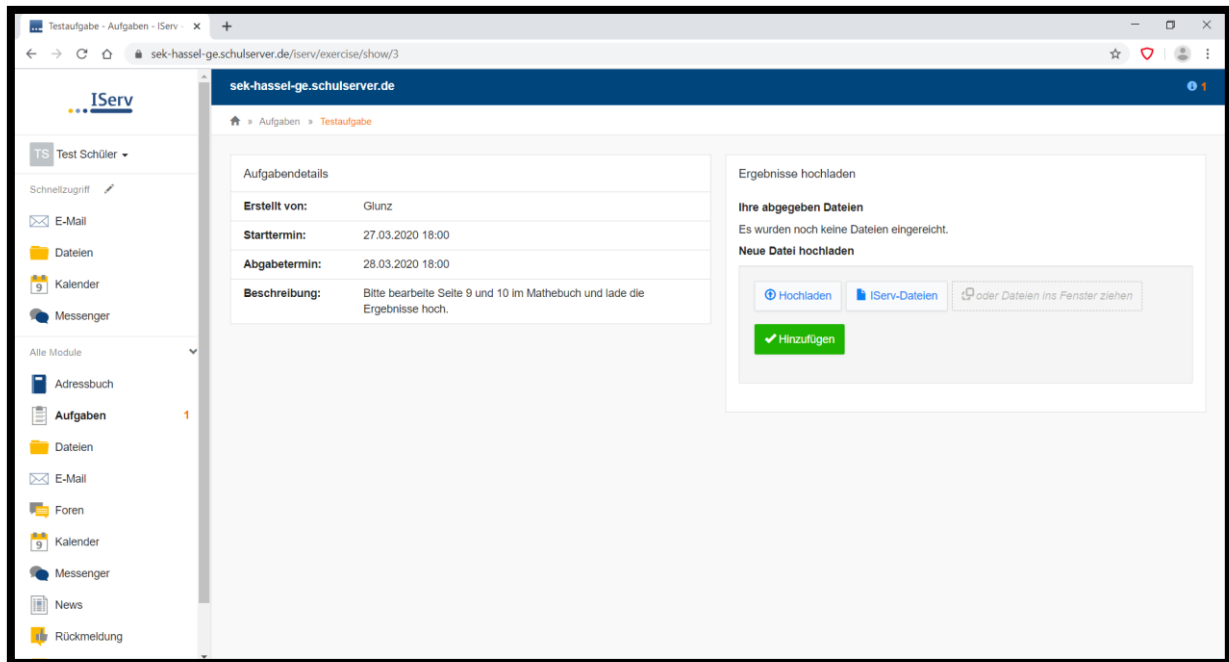 Testaufgabe - Aufgaben - IServ -
sek-hassel-ge.schulserver.de/iserv/exercise/show/3
IServ
TS Test Schüler
Schnellzugriff
E-Mail
Dateien
9 Kalender
Messenger
Alle Module
Adressbuch
Aufgaben 1
Dateien
E-Mail
Foren
9 Kalender
Messenger
News
Rückmeldung
sek-hassel-ge.schulserver.de 1
» Aufgaben » Testaufgabe
Aufgabendetails
Erstellt von: Glunz
Starttermin: 27.03.2020 18:00
Abgabetermin: 28.03.2020 18:00
Beschreibung: Bitte bearbeite Seite 9 und 10 im Mathebuch und lade die
Ergebnisse hoch.
Ergebnisse hochladen
Ihre abgegeben Dateien
Es wurden noch keine Dateien eingereicht.
Neue Datei hochladen
Hochladen IServ-Dateien oder Dateien ins Fenster ziehen
Hinzufügen